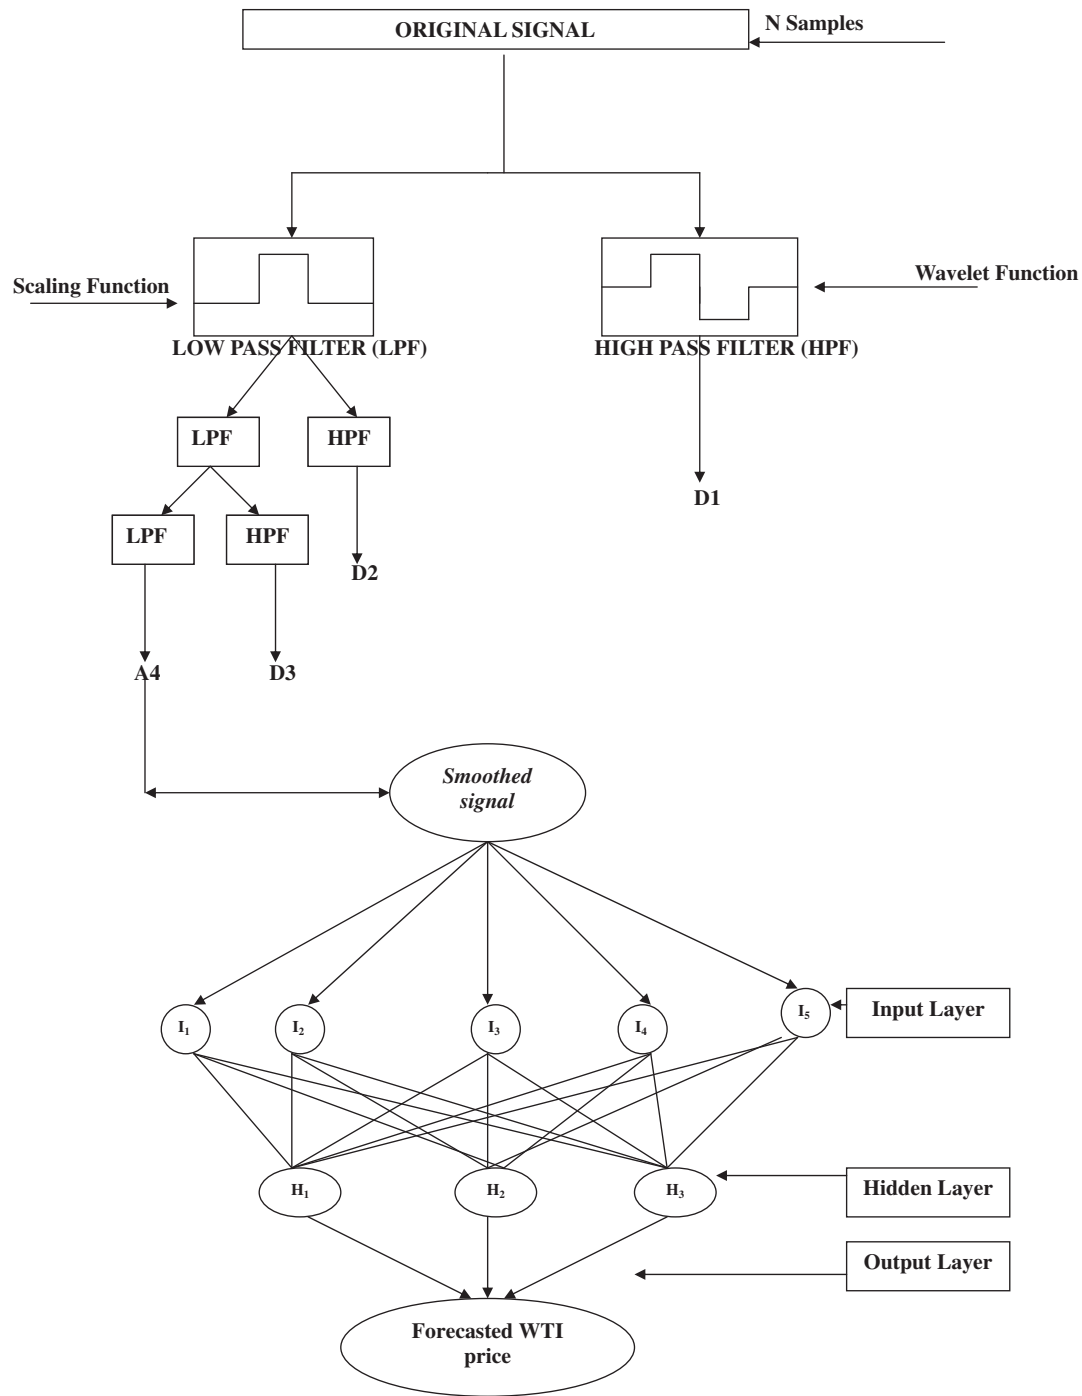 ORIGINAL SIGNAL
N Samples
Scaling Function
Wavelet Function
LOW PASS FILTER (LPF)
HIGH PASS FILTER (HPF)
LPF
HPF
D1
LPF
HPF
D2
A4
D3
Smoothed
signal
I₁
I₂
I₃
I₄
I₅
Input Layer
H₁
H₂
H₃
Hidden Layer
Output Layer
Forecasted WTI
price